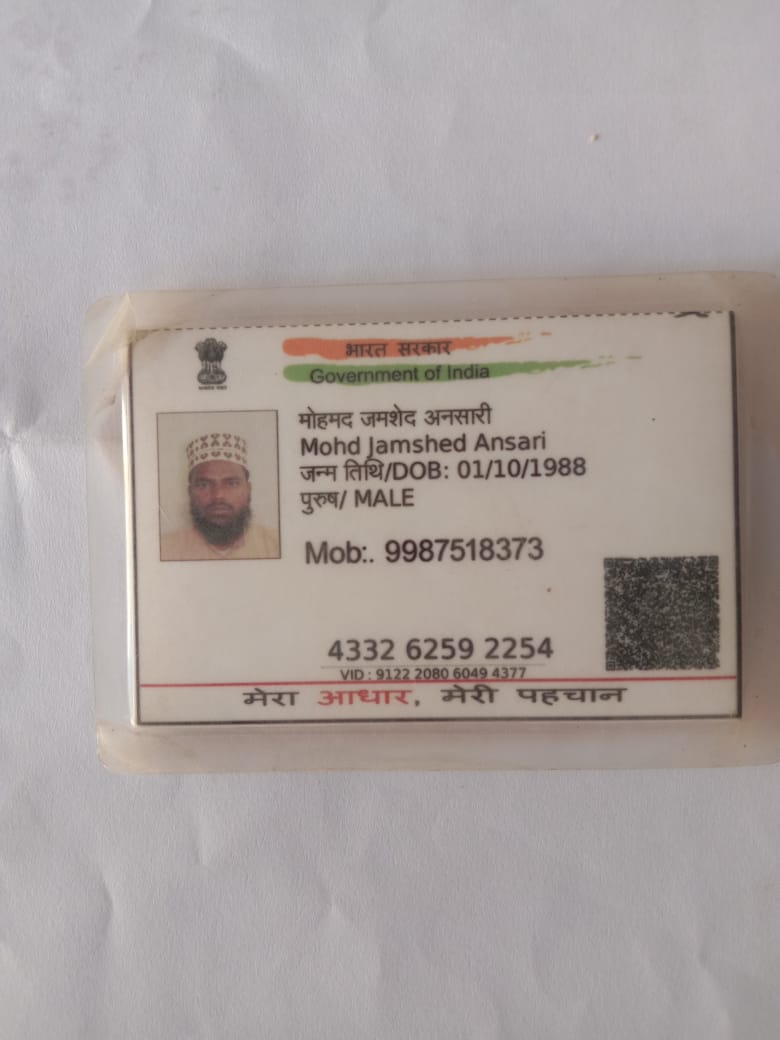 भारत सरकार
Government of India
मोहमद जमशेद अनसारी
Mohd Jamshed Ansari
जन्म तिथि/DOB: 01/10/1988
पुरुष/ MALE
Mob:. 9987518373
4332 6259 2254
VID : 9122 2080 6049 4377
मेरा आधार, मेरी पहचान